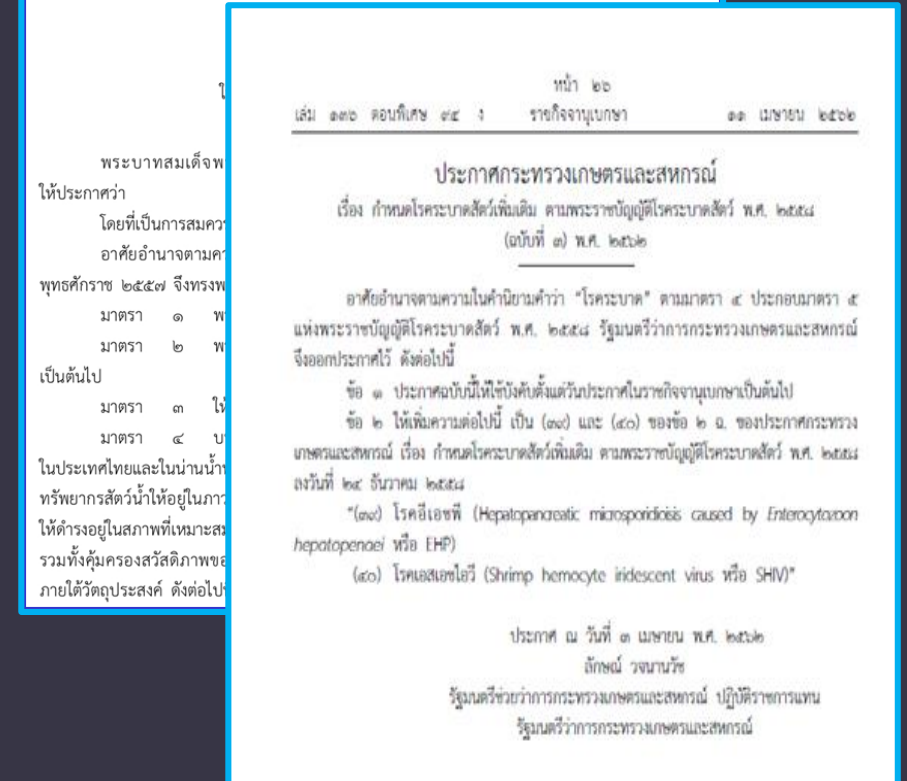 ใ
พระบาทสมเด็จพ
ให้ประกาศว่า
โดยที่เป็นการสมคว
อาศัยอำนาจตามคว
พุทธศักราช ๒๕๕๗ จึงทรงพ
มาตรา ๑ พ
มาตรา ๒ พ
เป็นต้นไป
มาตรา ๓ ให้
มาตรา ๔ บ
ในประเทศไทยและในน่านน้ำ
ทรัพยากรสัตว์น้ำให้อยู่ในภาว
ให้ดำรงอยู่ในสภาพที่เหมาะสม
รวมทั้งคุ้มครองสวัสดิภาพขอ
ภายใต้วัตถุประสงค์ ดังต่อไป
หน้า ๒๖
เล่ม ๑๓๖ ตอนพิเศษ ๙๔ ง ราชกิจจานุเบกษา ๑๑ เมษายน ๒๕๖๒
ประกาศกระทรวงเกษตรและสหกรณ์
เรื่อง กำหนดโรคระบาดสัตว์เพิ่มเติม ตามพระราชบัญญัติโรคระบาดสัตว์ พ.ศ. ๒๕๕๘
(ฉบับที่ ๓) พ.ศ. ๒๕๖๒
อาศัยอำนาจตามความในคำนิยามคำว่า “โรคระบาด” ตามมาตรา ๔ ประกอบมาตรา ๕
แห่งพระราชบัญญัติโรคระบาดสัตว์ พ.ศ. ๒๕๕๘ รัฐมนตรีว่าการกระทรวงเกษตรและสหกรณ์
จึงออกประกาศไว้ ดังต่อไปนี้
ข้อ ๑ ประกาศฉบับนี้ให้ใช้บังคับตั้งแต่วันประกาศในราชกิจจานุเบกษาเป็นต้นไป
ข้อ ๒ ให้เพิ่มความต่อไปนี้ เป็น (๓๙) และ (๔๐) ของข้อ ๒ ฉ. ของประกาศกระทรวง
เกษตรและสหกรณ์ เรื่อง กำหนดโรคระบาดสัตว์เพิ่มเติม ตามพระราชบัญญัติโรคระบาดสัตว์ พ.ศ. ๒๕๕๘
ลงวันที่ ๒๙ ธันวาคม ๒๕๕๘
“(๓๙) โรคอีเอชพี (Hepatopancreatic microsporidiosis caused by Enterocytozoon
hepatopenaei หรือ EHP)
(๔๐) โรคเอสเอชไอวี (Shrimp hemocyte iridescent virus หรือ SHIV)”
ประกาศ ณ วันที่ ๓ เมษายน พ.ศ. ๒๕๖๒
ลักษณ์ วจนานวัช
รัฐมนตรีช่วยว่าการกระทรวงเกษตรและสหกรณ์ ปฏิบัติราชการแทน
รัฐมนตรีว่าการกระทรวงเกษตรและสหกรณ์